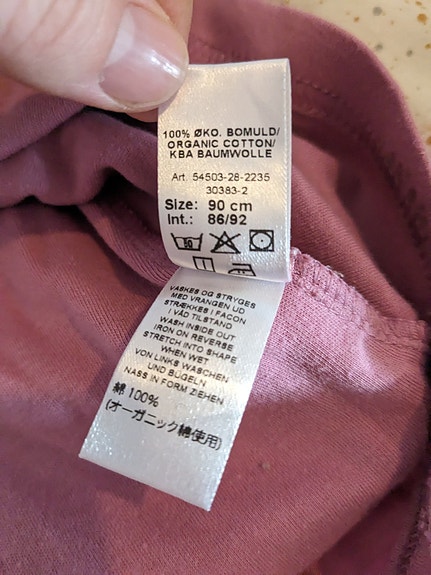 100% ØKO. BOMULD/
ORGANIC COTTON/
KBA BAUMWOLLE
Art. 54503-28-2235
30383-2
Size: 90 cm
Int.: 86/92
VASKES OG STRYGES
MED VRANGEN UD
STRÆKKES I FACON
I VÅD TILSTAND
WASH INSIDE OUT
IRON ON REVERSE
STRETCH INTO SHAPE
WHEN WET
VON LINKS WASCHEN
UND BÜGELN
NASS IN FORM ZIEHEN
綿 100%
(オーガニック綿使用)